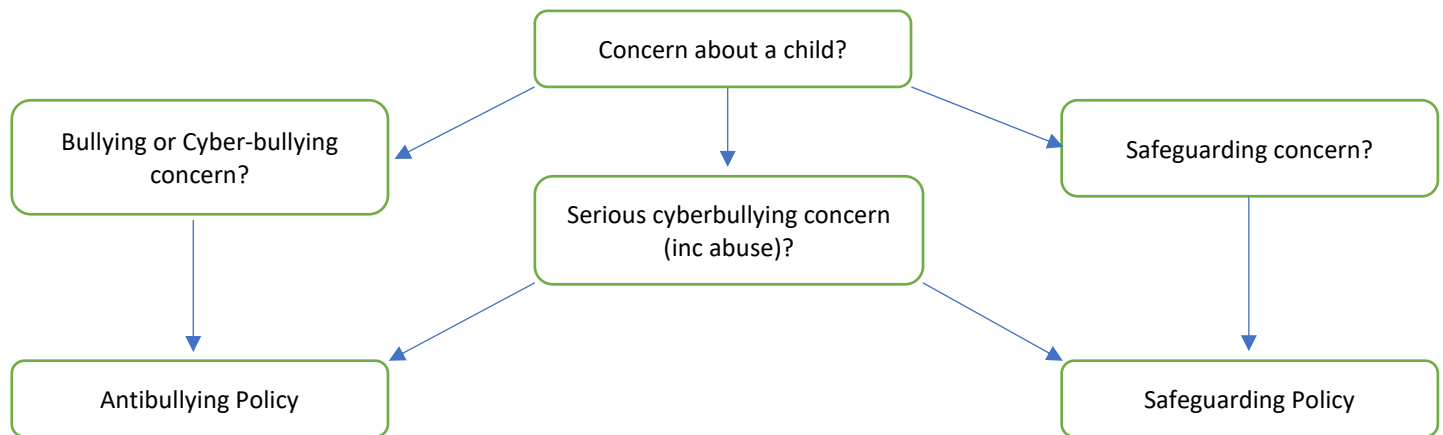 Concern about a child?
Bullying or Cyber-bullying
concern?
Safeguarding concern?
Serious cyberbullying concern
(inc abuse)?
Antibullying Policy
Safeguarding Policy